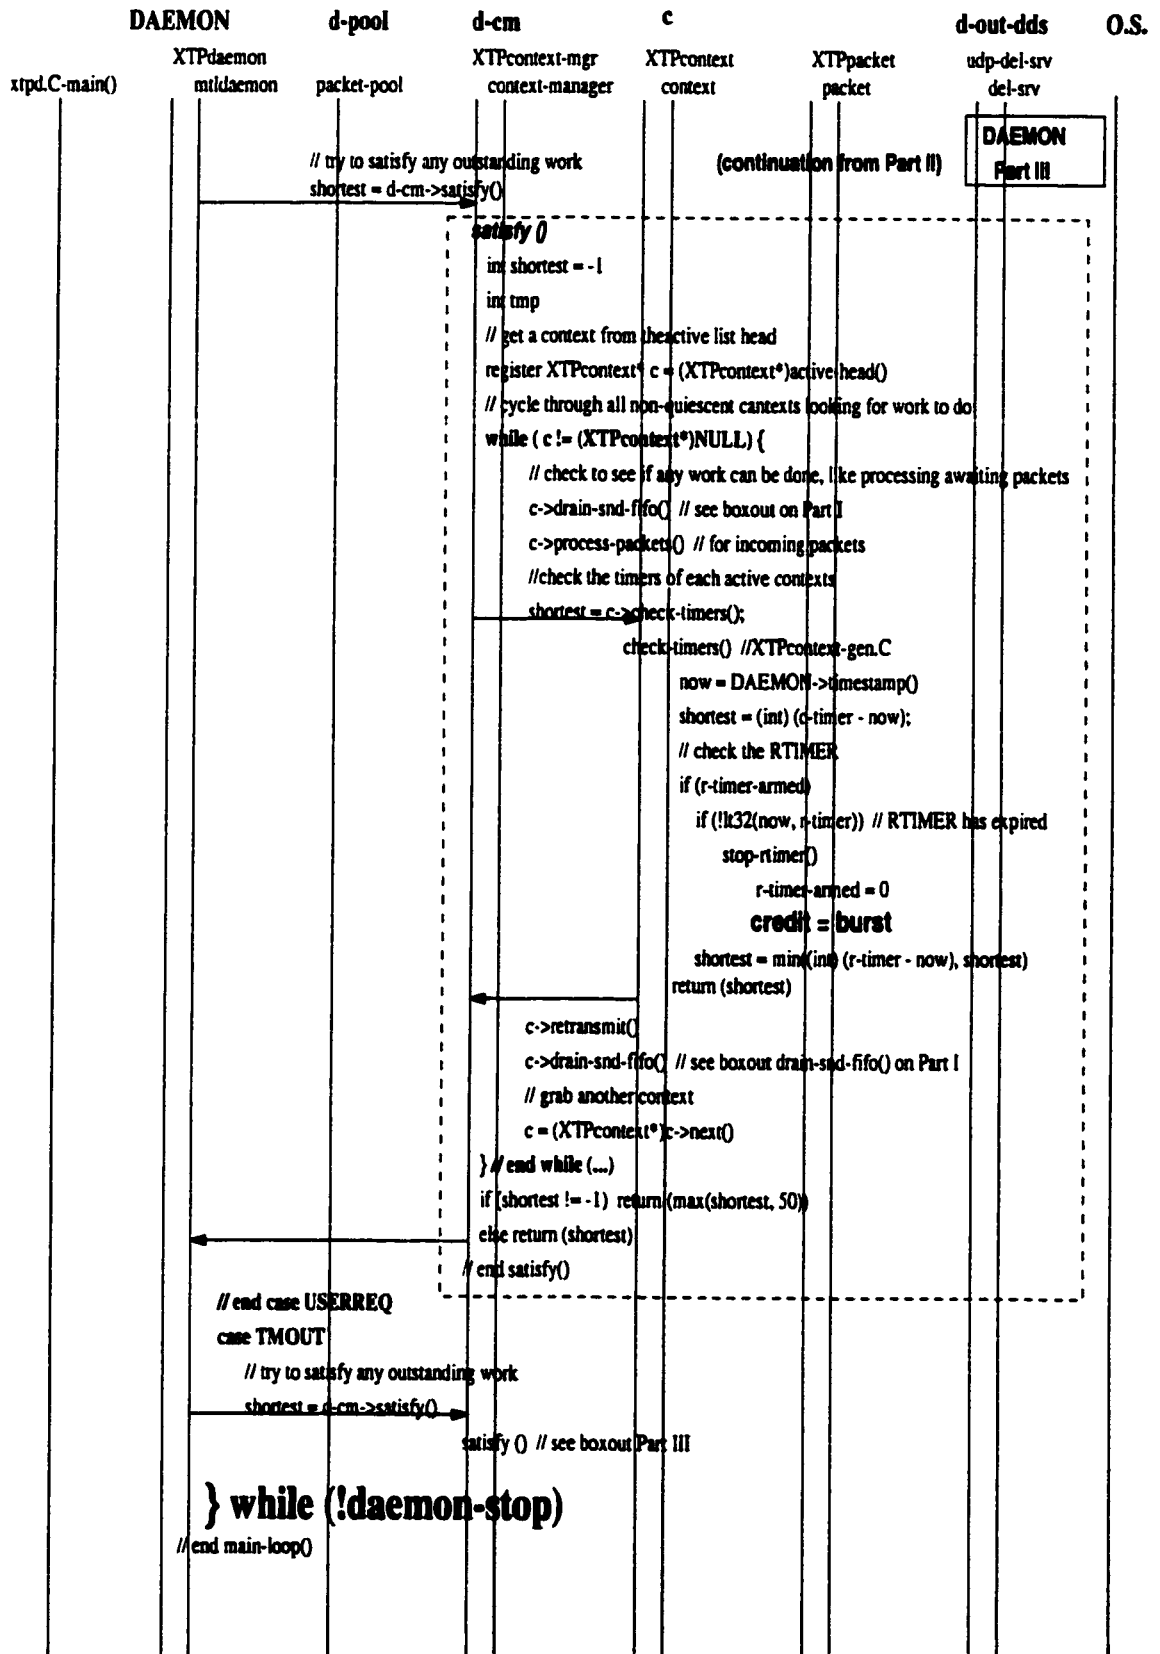 DAEMON d-pool d-cm c d-out-dds O.S.
XTPdaemon XTPcontext-mgr XTPcontext XTPpacket udp-del-srv
xtpd.C-main() mtldaemon packet-pool context-manager context packet del-srv
DAEMON
Part III
(continuation from Part II)
// try to satisfy any outstanding work
shortest = d-cm->satisfy()
satisfy ()
int shortest = -1
int tmp
// get a context from theactive list head
register XTPcontext* c = (XTPcontext*)active-head()
// cycle through all non-quiescent cantexts looking for work to do
while ( c != (XTPcontext*)NULL) {
// check to see if any work can be done, like processing awaiting packets
c->drain-snd-fifo() // see boxout on Part I
c->process-packets() // for incoming packets
//check the timers of each active contexts
shortest = c->check-timers();
check-timers() //XTPcontext-gen.C
now = DAEMON->timestamp()
shortest = (int) (c-timer - now);
// check the RTIMER
if (r-timer-armed)
if (!lt32(now, r-timer)) // RTIMER has expired
stop-rtimer()
r-timer-armed = 0
credit = burst
shortest = min((int) (r-timer - now), shortest)
return (shortest)
c->retransmit()
c->drain-snd-fifo() // see boxout drain-snd-fifo() on Part I
// grab another context
c = (XTPcontext*)c->next()
} // end while (...)
if (shortest != -1) return (max(shortest, 50))
else return (shortest)
// end satisfy()
// end case USERREQ
case TMOUT
// try to satisfy any outstanding work
shortest = d-cm->satisfy()
satisfy () // see boxout Part III
} while (!daemon-stop)
// end main-loop()